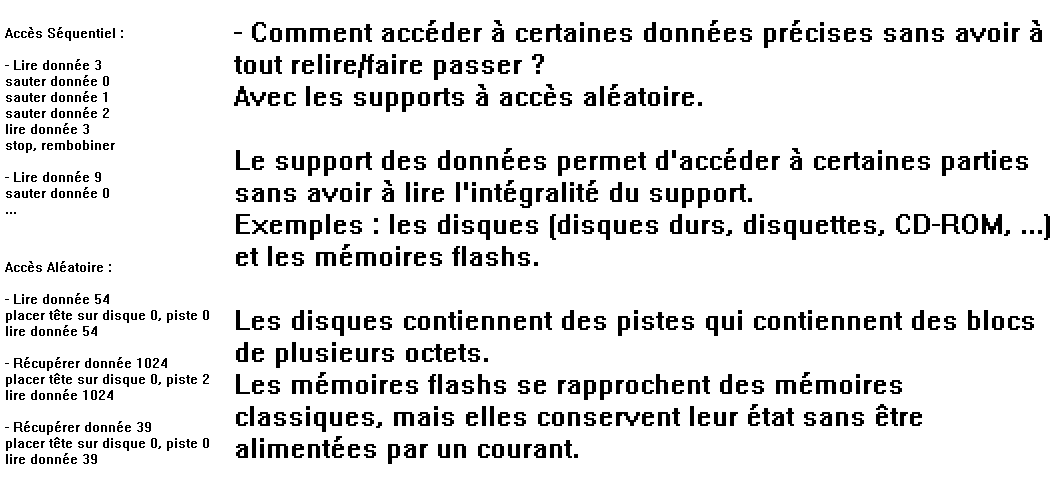 Accès Séquentiel :
- Lire donnée 3
sauter donnée 0
sauter donnée 1
sauter donnée 2
lire donnée 3
stop, rembobiner
- Lire donnée 9
sauter donnée 0
...
Accès Aléatoire :
- Lire donnée 54
placer tête sur disque 0, piste 0
lire donnée 54
- Récupérer donnée 1024
placer tête sur disque 0, piste 2
lire donnée 1024
- Récupérer donnée 39
placer tête sur disque 0, piste 0
lire donnée 39
- Comment accéder à certaines données précises sans avoir à
tout relire/faire passer ?
Avec les supports à accès aléatoire.
Le support des données permet d'accéder à certaines parties
sans avoir à lire l'intégralité du support.
Exemples : les disques (disques durs, disquettes, CD-ROM, ...)
et les mémoires flashs.
Les disques contiennent des pistes qui contiennent des blocs
de plusieurs octets.
Les mémoires flashs se rapprochent des mémoires
classiques, mais elles conservent leur état sans être
alimentées par un courant.